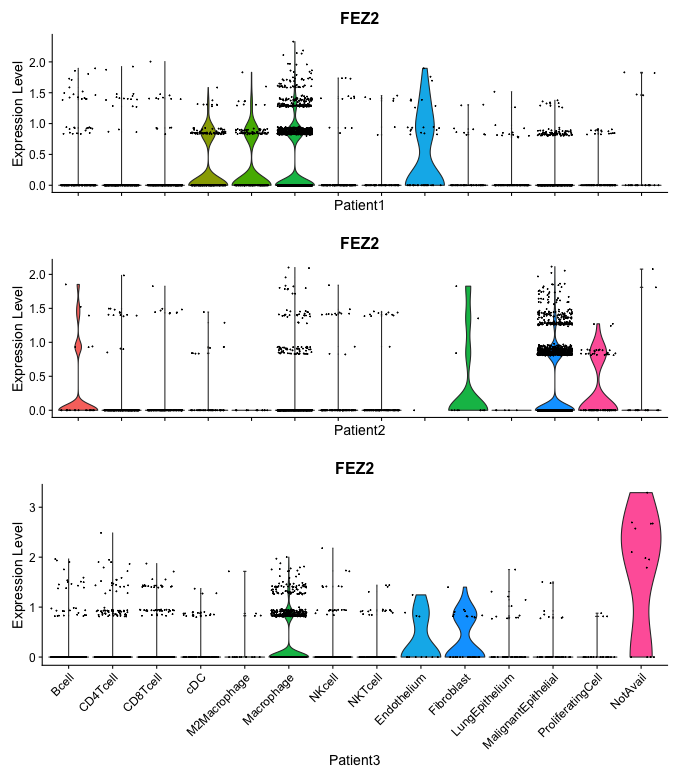 FEZ2
Expression Level
2.0
1.5
1.0
0.5
0.0
Patient1
FEZ2
Expression Level
2.0
1.5
1.0
0.5
0.0
Patient2
FEZ2
Expression Level
3
2
1
0
Bcell
CD4Tcell
CD8Tcell
cDC
M2Macrophage
Macrophage
NKcell
NKTcell
Endothelium
Fibroblast
LungEpithelium
MalignantEpithelial
ProliferatingCell
NotAvail
Patient3